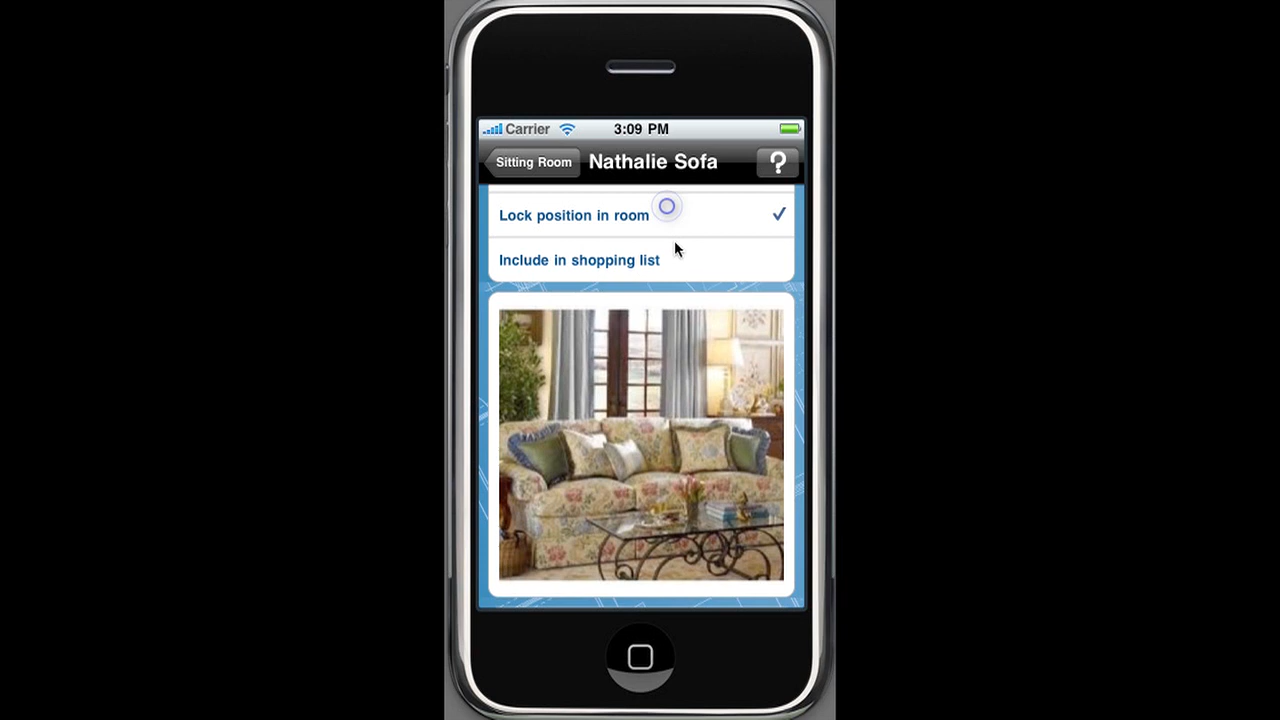 Carrier 3:09 PM
Sitting Room Nathalie Sofa ?
Lock position in room
Include in shopping list